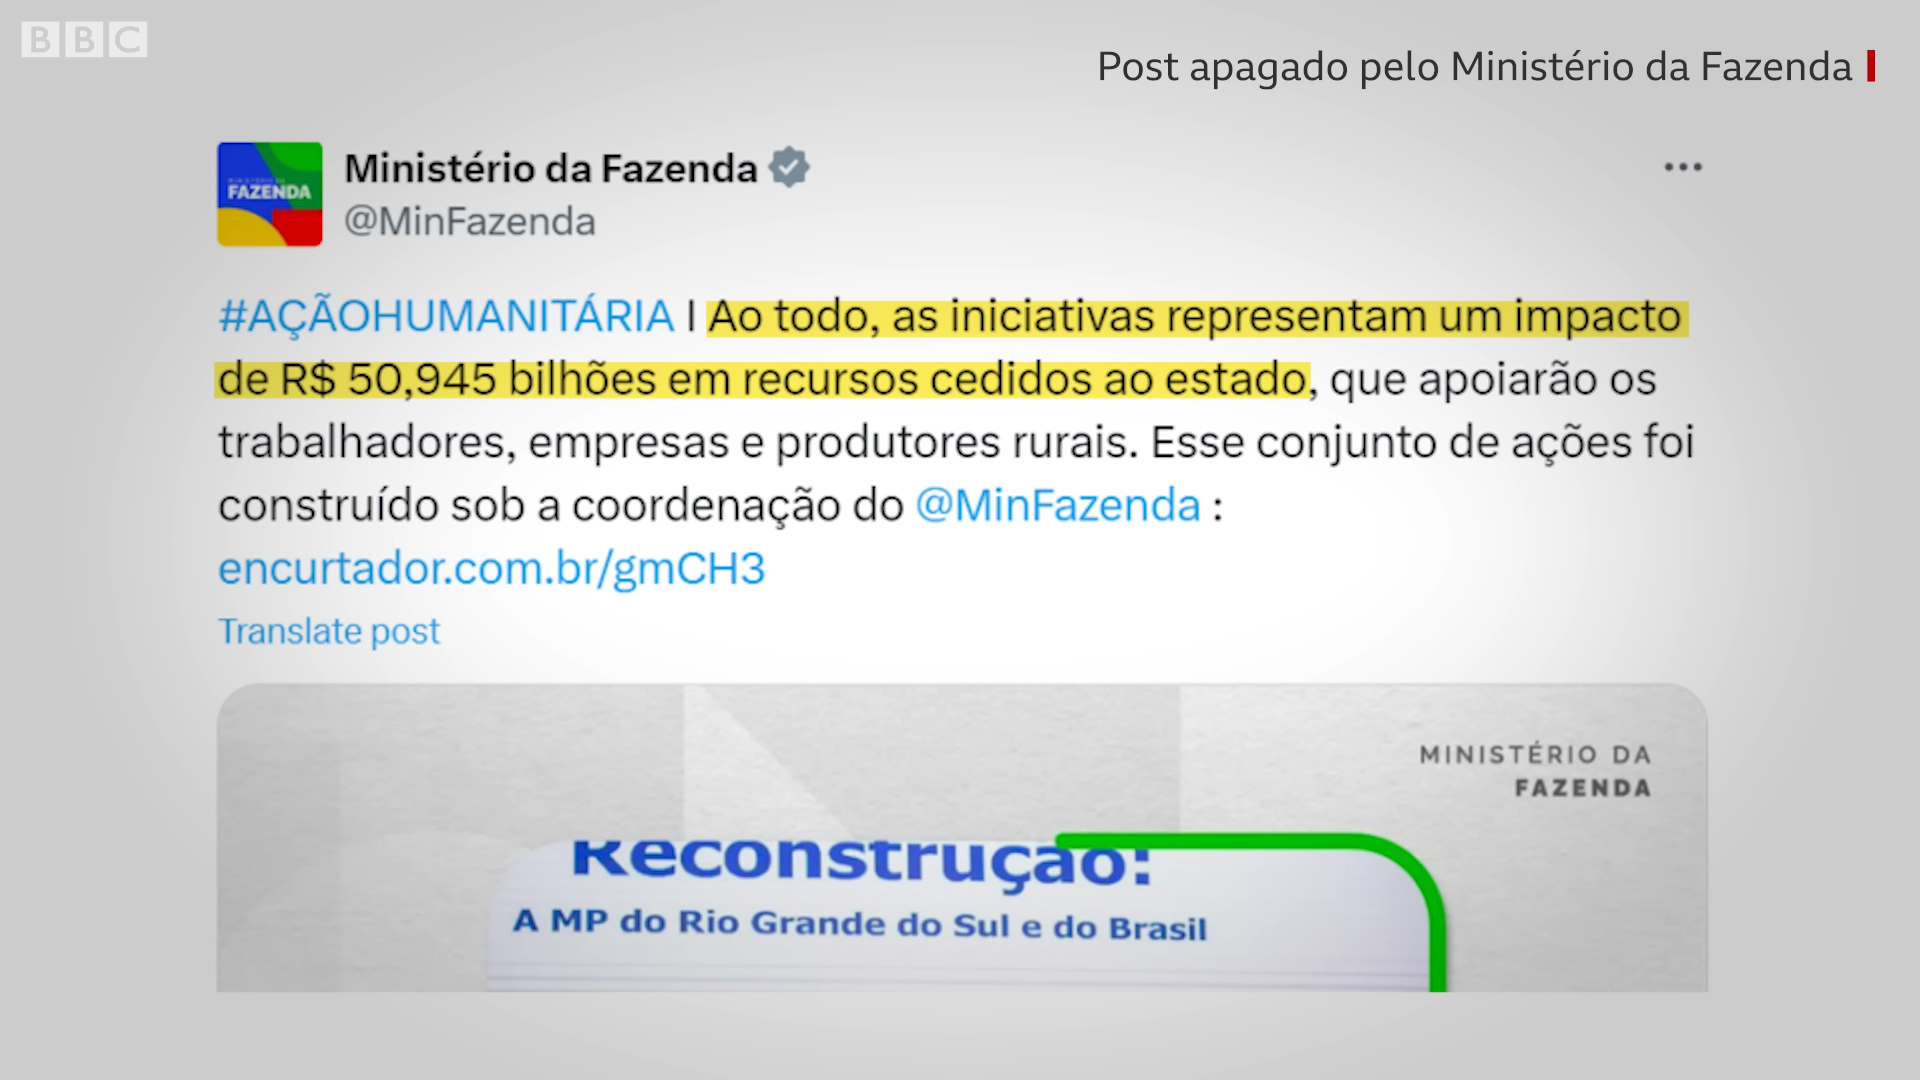 BBC
Post apagado pelo Ministério da Fazenda
FAZENDA
Ministério da Fazenda
@MinFazenda
#AÇÃOHUMANITÁRIA | Ao todo, as iniciativas representam um impacto
de R$ 50,945 bilhões em recursos cedidos ao estado, que apoiarão os
trabalhadores, empresas e produtores rurais. Esse conjunto de ações foi
construído sob a coordenação do @MinFazenda :
encurtador.com.br/gmCH3
Translate post
MINISTÉRIO DA
FAZENDA
Reconstrução:
A MP do Rio Grande do Sul e do Brasil